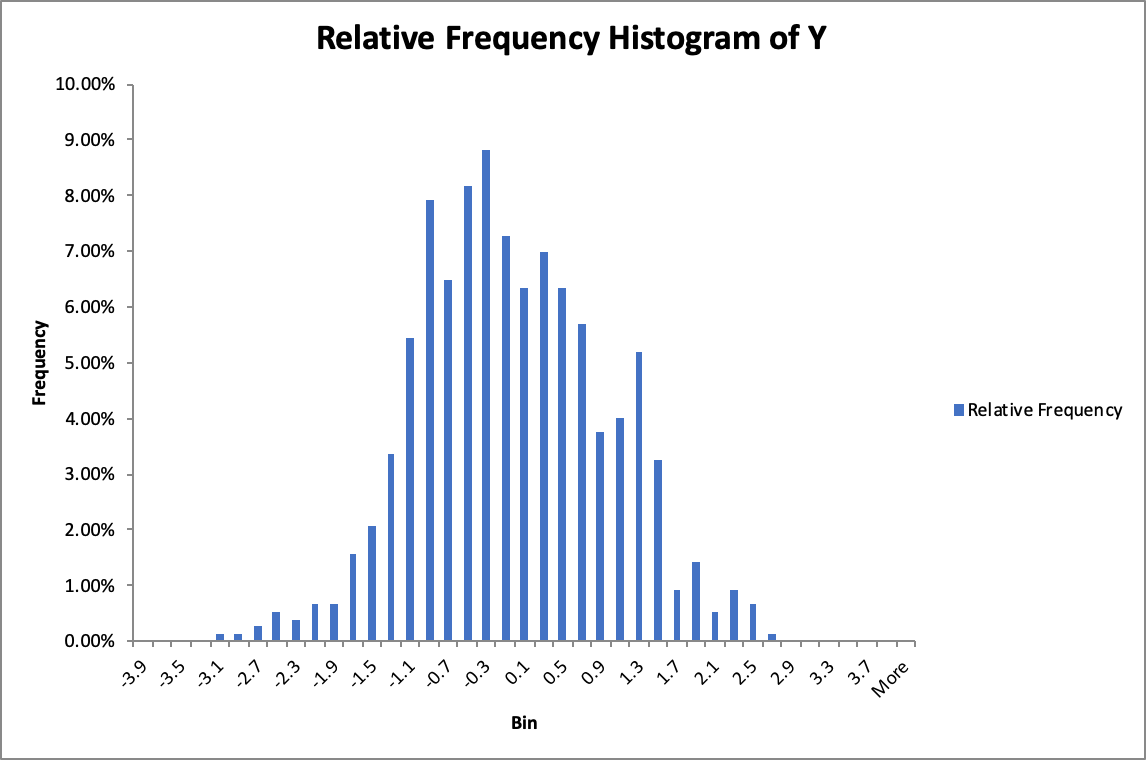 Relative Frequency Histogram of Y
10.00%
9.00%
8.00%
7.00%
6.00%
5.00%
4.00%
3.00%
2.00%
1.00%
0.00%
Frequency
-3.9 -3.5 -3.1 -2.7 -2.3 -1.9 -1.5 -1.1 -0.7 -0.3 0.1 0.5 0.9 1.3 1.7 2.1 2.5 2.9 3.3 3.7 More
Bin
Relative Frequency